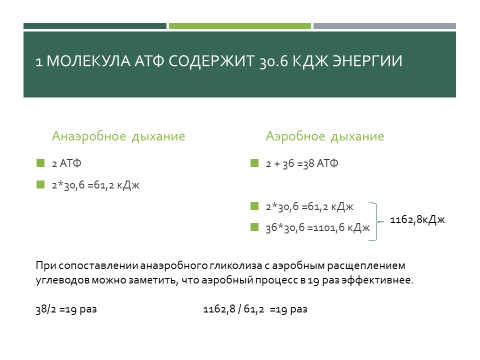 1 МОЛЕКУЛА АТФ СОДЕРЖИТ 30.6 КДЖ ЭНЕРГИИ
Анаэробное дыхание
2 АТФ
2*30,6 =61,2 кДж
Аэробное дыхание
2 + 36 =38 АТФ
2*30,6 =61,2 кДж
36*30,6 =1101,6 кДж
1162,8кДж
При сопоставлении анаэробного гликолиза с аэробным расщеплением
углеводов можно заметить, что аэробный процесс в 19 раз эффективнее.
38/2 =19 раз
1162,8 / 61,2 =19 раз